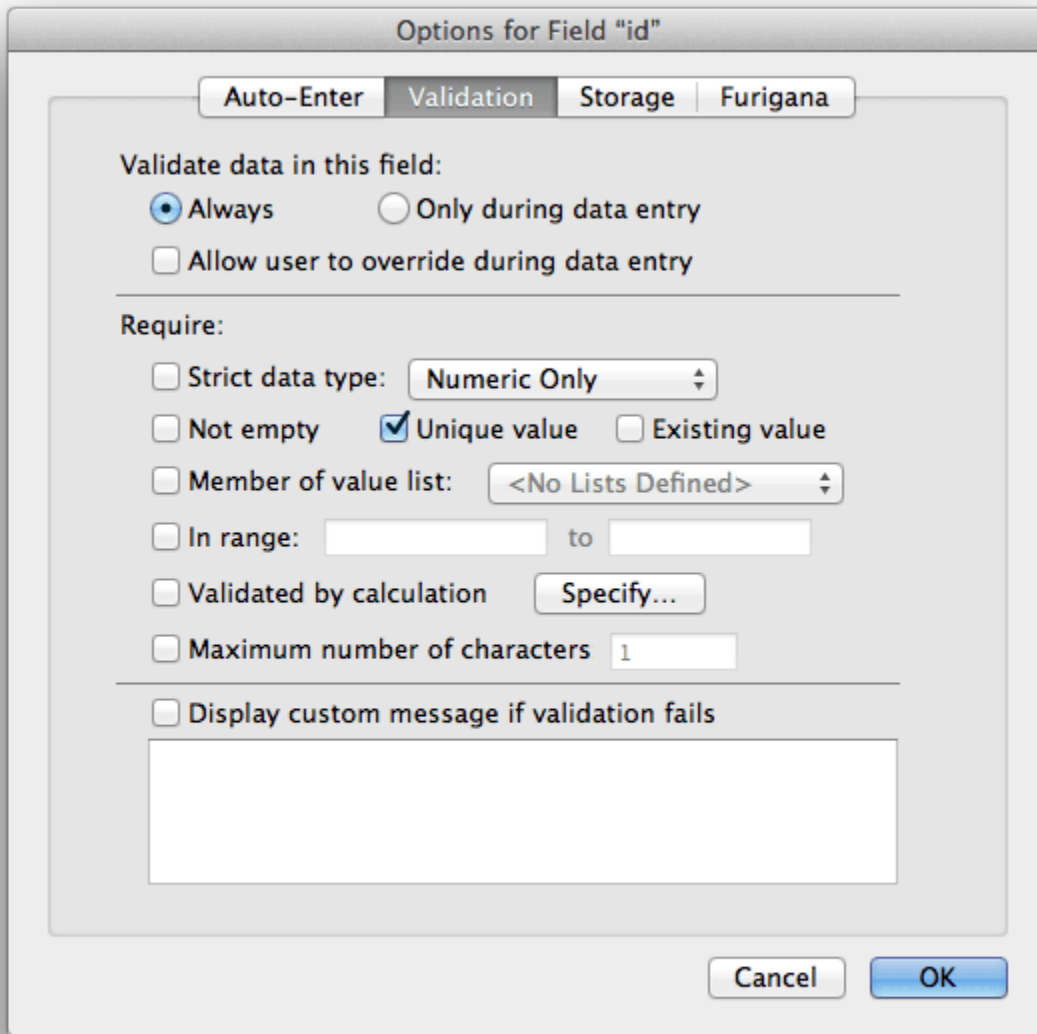 Options for Field “id”
Auto-Enter Validation Storage Furigana
Validate data in this field:
Always Only during data entry
Allow user to override during data entry
Require:
Strict data type: Numeric Only
Not empty Unique value Existing value
Member of value list: <No Lists Defined>
In range: to
Validated by calculation Specify...
Maximum number of characters 1
Display custom message if validation fails
Cancel OK